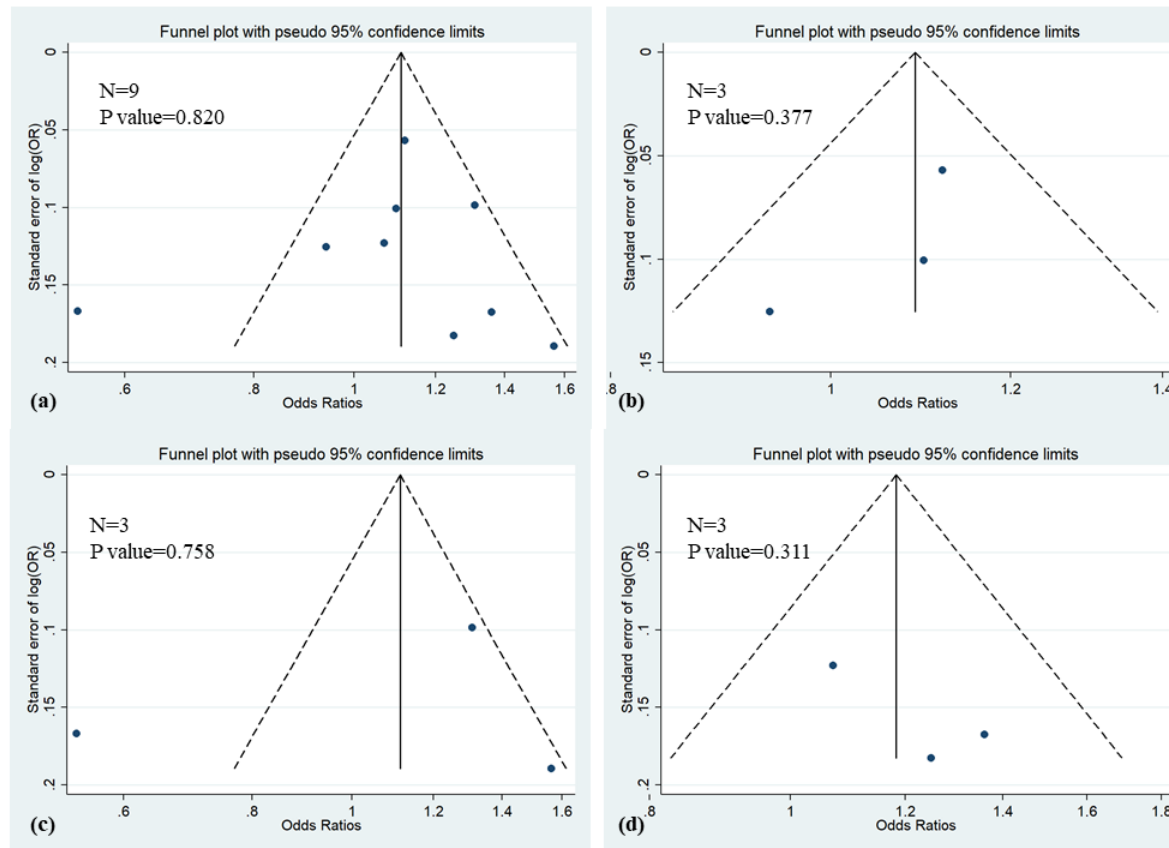 Funnel plot with pseudo 95% confidence limits
N=9
P value=0.820
Standard error of log(OR)
0
.05
.1
.15
.2
.6
.8
1
1.2
1.4
1.6
Odds Ratios
(a)
Funnel plot with pseudo 95% confidence limits
N=3
P value=0.377
Standard error of log(OR)
0
.05
.1
.15
.8
1
1.2
1.4
Odds Ratios
(b)
Funnel plot with pseudo 95% confidence limits
N=3
P value=0.758
Standard error of log(OR)
0
.05
.1
.15
.2
.6
.8
1
1.2
1.4
1.6
Odds Ratios
(c)
Funnel plot with pseudo 95% confidence limits
N=3
P value=0.311
Standard error of log(OR)
0
.05
.1
.15
.2
.8
1
1.2
1.4
1.6
1.8
Odds Ratios
(d)